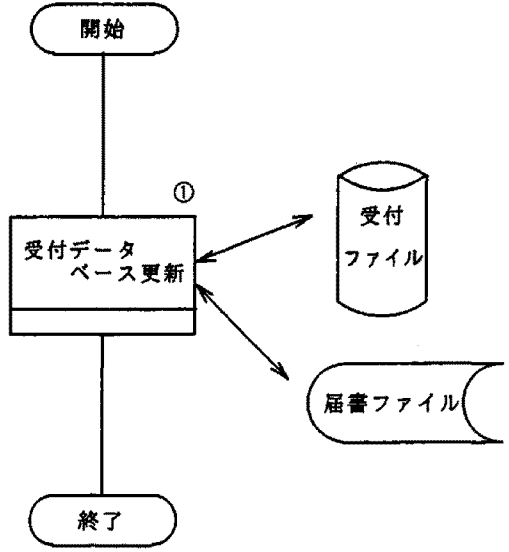 開始
①
受付データ
ベース更新
受付
ファイル
届書ファイル
終了